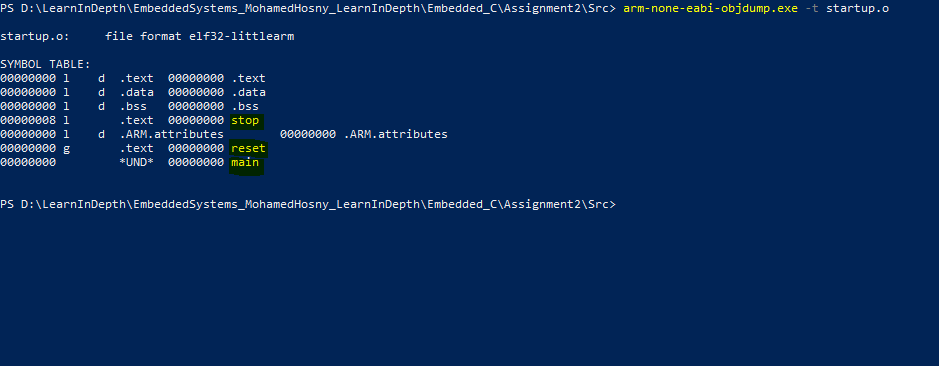 PS D:\LearnInDepth\EmbeddedSystems_MohamedHosny_LearnInDepth\Embedded_C\Assignment2\Src> arm-none-eabi-objdump.exe -t startup.o
startup.o:     file format elf32-littlearm
SYMBOL TABLE:
00000000 l    d  .text  00000000 .text
00000000 l    d  .data  00000000 .data
00000000 l    d  .bss   00000000 .bss
00000008 l       .text  00000000 stop
00000000 l    d  .ARM.attributes        00000000 .ARM.attributes
00000000 g       .text  00000000 reset
00000000         *UND*  00000000 main
PS D:\LearnInDepth\EmbeddedSystems_MohamedHosny_LearnInDepth\Embedded_C\Assignment2\Src>